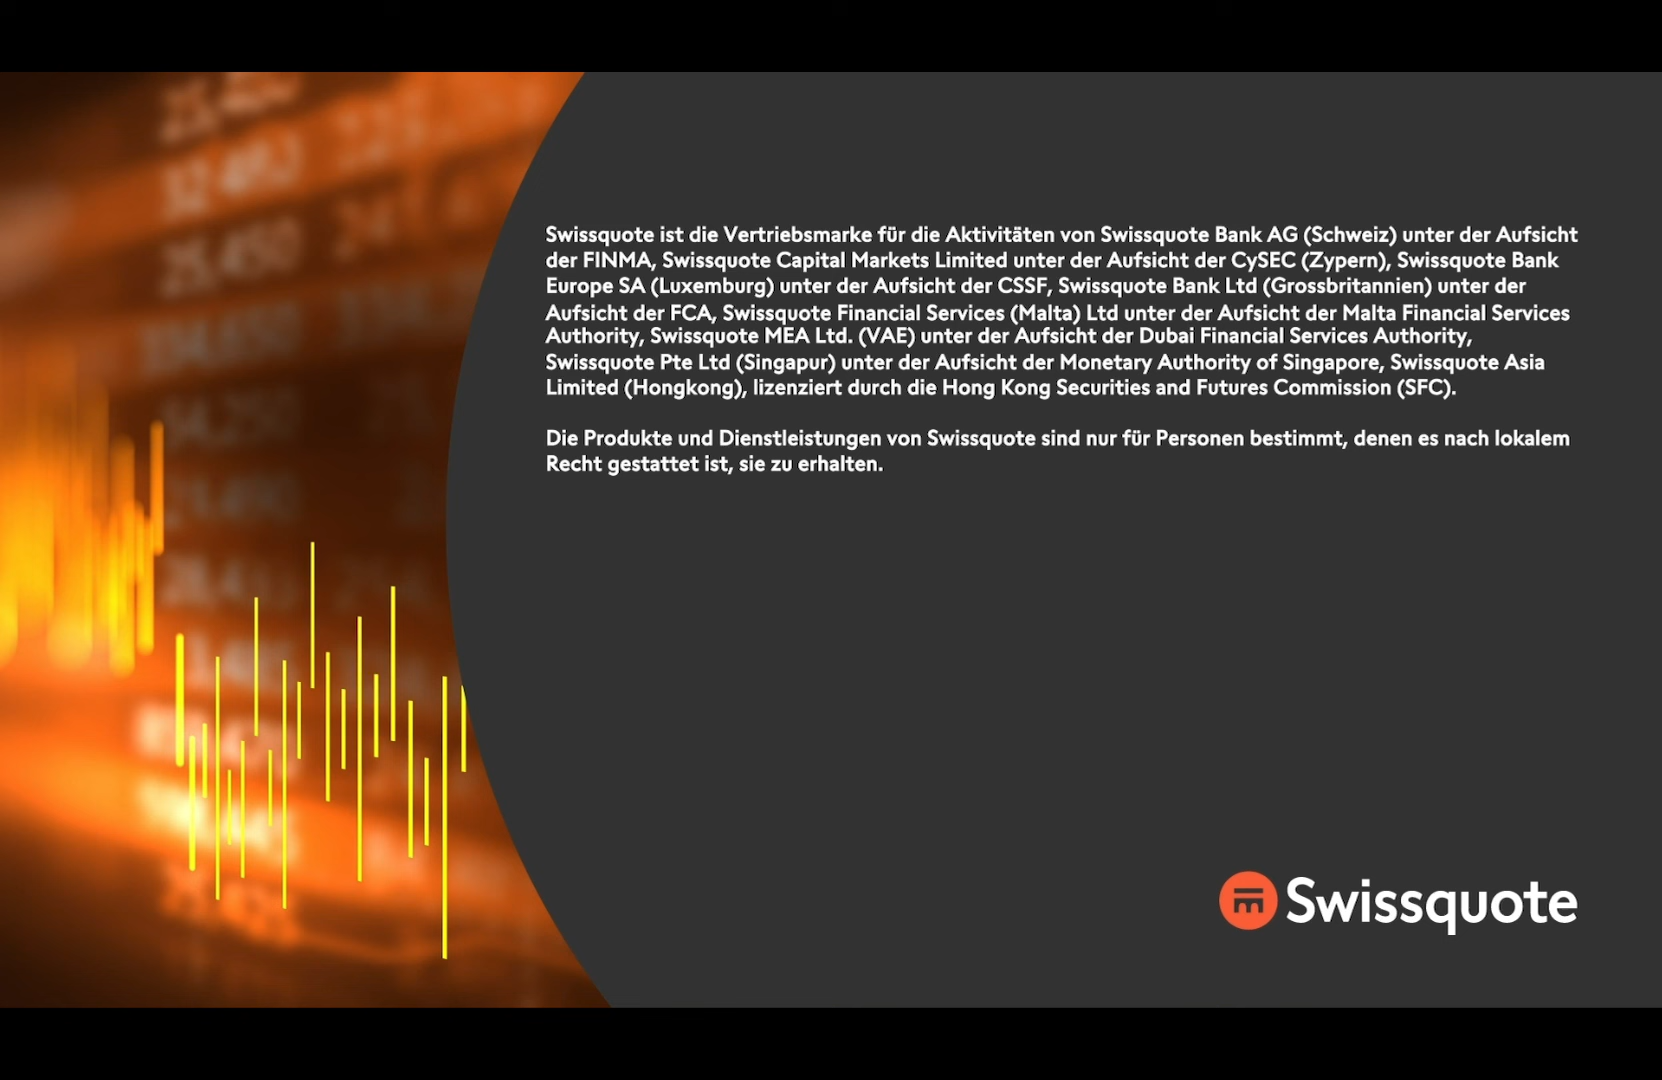 Swissquote ist die Vertriebsmarke für die Aktivitäten von Swissquote Bank AG (Schweiz) unter der Aufsicht
der FINMA, Swissquote Capital Markets Limited unter der Aufsicht der CySEC (Zypern), Swissquote Bank
Europe SA (Luxemburg) unter der Aufsicht der CSSF, Swissquote Bank Ltd (Grossbritannien) unter der
Aufsicht der FCA, Swissquote Financial Services (Malta) Ltd unter der Aufsicht der Malta Financial Services
Authority, Swissquote MEA Ltd. (VAE) unter der Aufsicht der Dubai Financial Services Authority,
Swissquote Pte Ltd (Singapur) unter der Aufsicht der Monetary Authority of Singapore, Swissquote Asia
Limited (Hongkong), lizenziert durch die Hong Kong Securities and Futures Commission (SFC).
Die Produkte und Dienstleistungen von Swissquote sind nur für Personen bestimmt, denen es nach lokalem
Recht gestattet ist, sie zu erhalten.
Swissquote